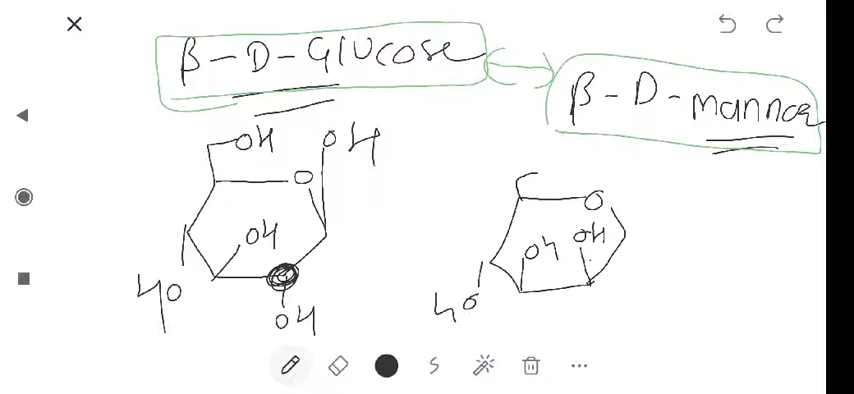 β-D-Glucose
β-D-mannose
OH OH
O
OH
HO
OH
O
OH OH
HO